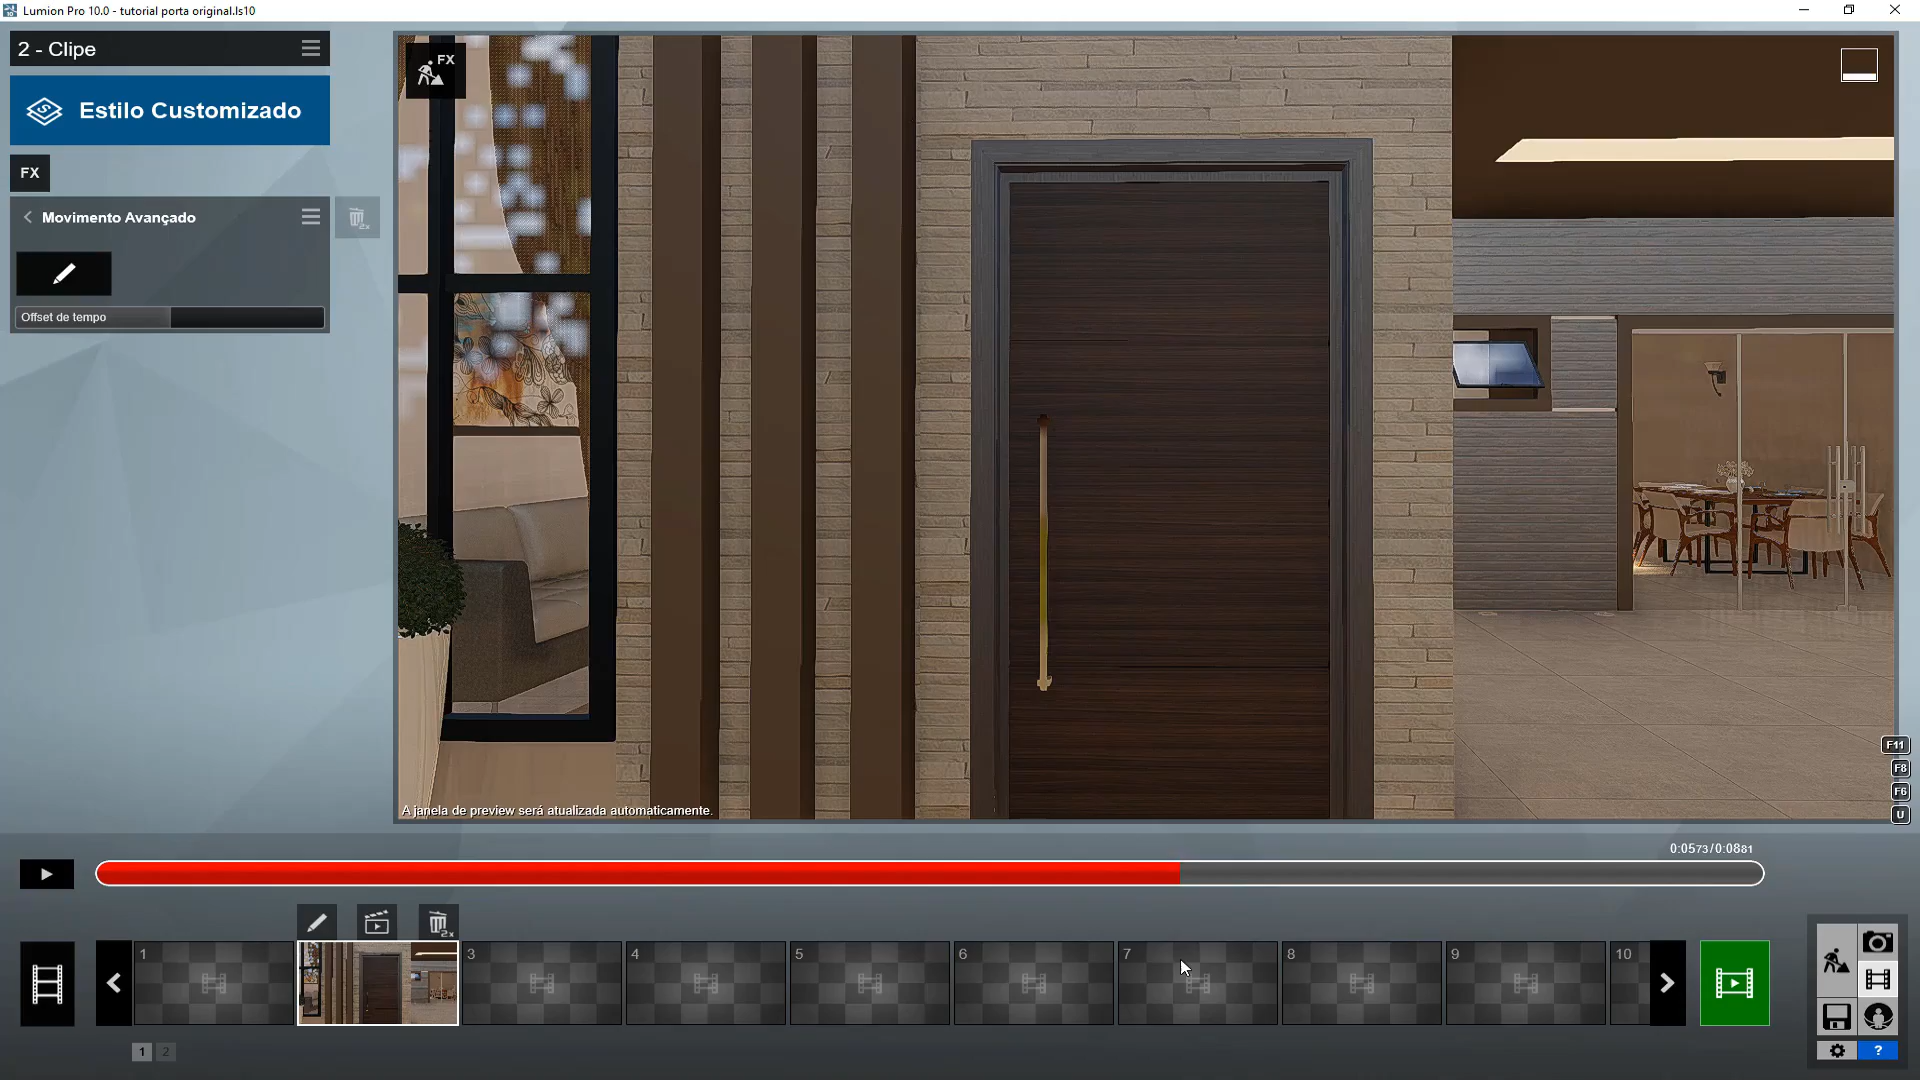 Lumion Pro 10.0 - tutorial porta original.ls10
2 - Clipe
Estilo Customizado
FX
Movimento Avançado
2x
Offset de tempo
FX
A janela de preview será atualizada automaticamente.
F11
F8
F6
U
0:0573/0:0881
2x
1
3
4
5
6
7
8
9
10
1
2
?